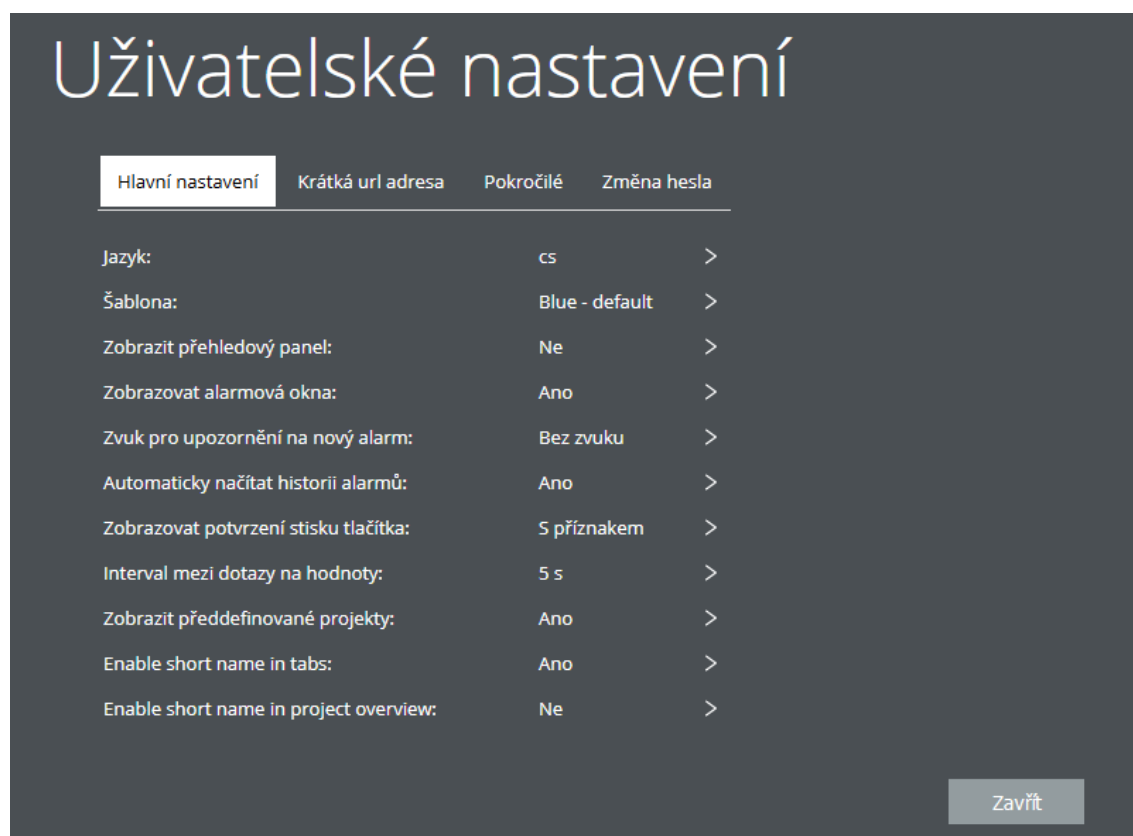 Uživatelské nastavení
Hlavní nastavení Krátká url adresa Pokročilé Změna hesla
Jazyk: cs >
Šablona: Blue - default >
Zobrazit přehledový panel: Ne >
Zobrazovat alarmová okna: Ano >
Zvuk pro upozornění na nový alarm: Bez zvuku >
Automaticky načítat historii alarmů: Ano >
Zobrazovat potvrzení stisku tlačítka: S příznakem >
Interval mezi dotazy na hodnoty: 5 s >
Zobrazit předdefinované projekty: Ano >
Enable short name in tabs: Ano >
Enable short name in project overview: Ne >
Zavřít